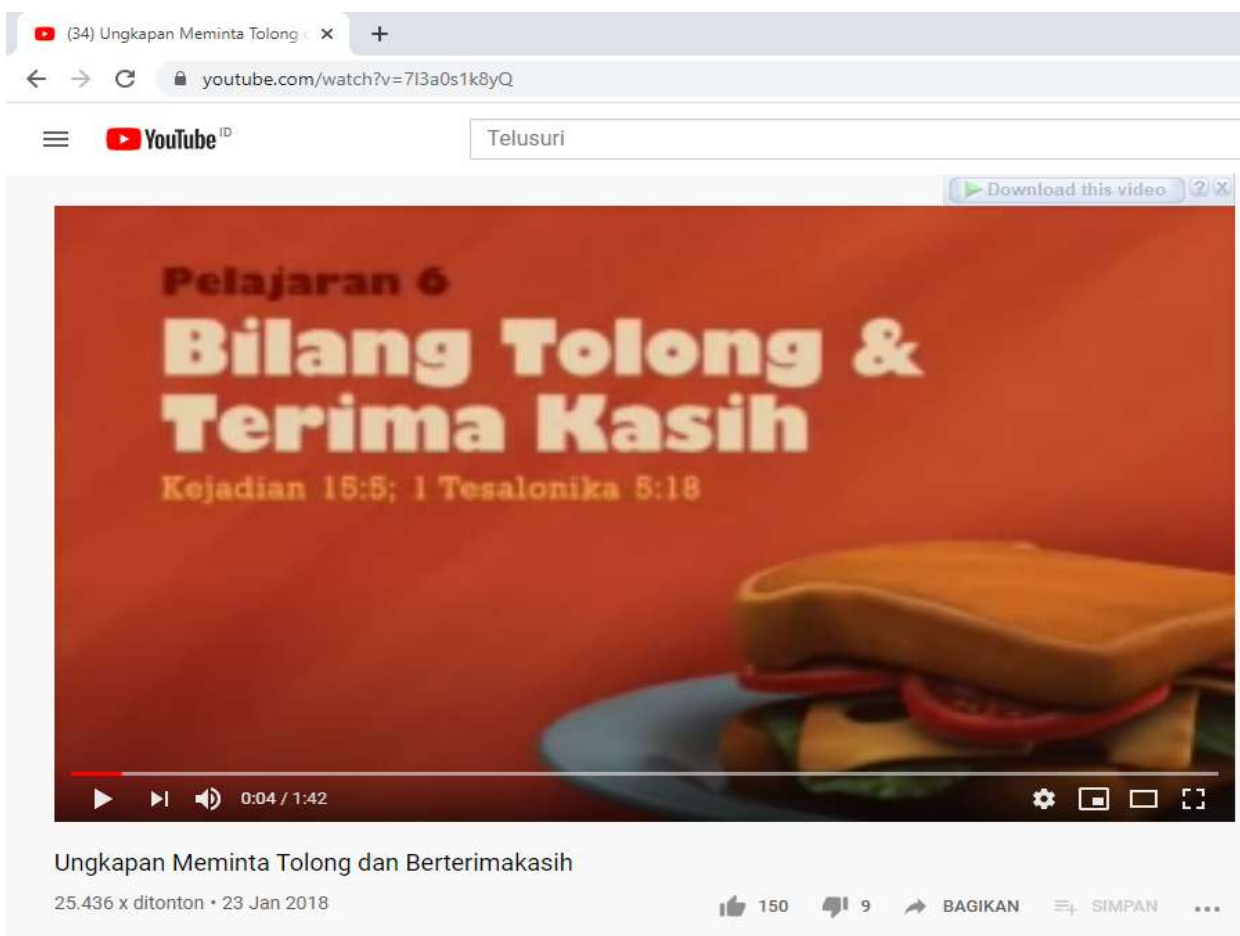 (34) Ungkapan Meminta Tolong
youtube.com/watch?v=7I3a0s1k8yQ
YouTube ID
Telusuri
Download this video
Pelajaran 6
Bilang Tolong &
Terima Kasih
Kejadian 15:5; 1 Tesalonika 5:18
0:04 / 1:42
Ungkapan Meminta Tolong dan Berterimakasih
25.436 x ditonton • 23 Jan 2018
150 9 BAGIKAN SIMPAN